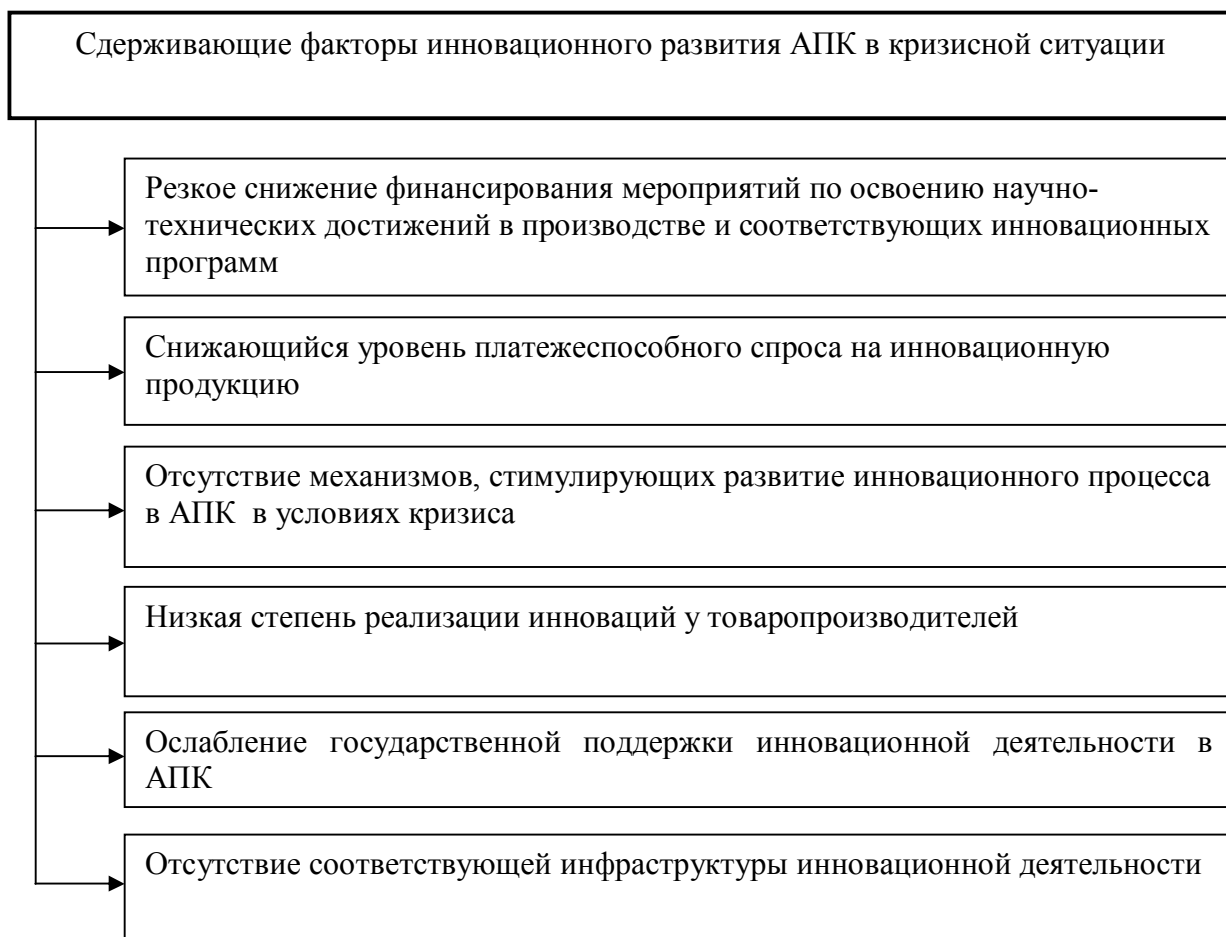 Сдерживающие факторы инновационного развития АПК в кризисной ситуации
Резкое снижение финансирования мероприятий по освоению научно-
технических достижений в производстве и соответствующих инновационных
программ
Снижающийся уровень платежеспособного спроса на инновационную
продукцию
Отсутствие механизмов, стимулирующих развитие инновационного процесса
в АПК  в условиях кризиса
Низкая степень реализации инноваций у товаропроизводителей
Ослабление государственной поддержки инновационной деятельности в
АПК
Отсутствие соответствующей инфраструктуры инновационной деятельности